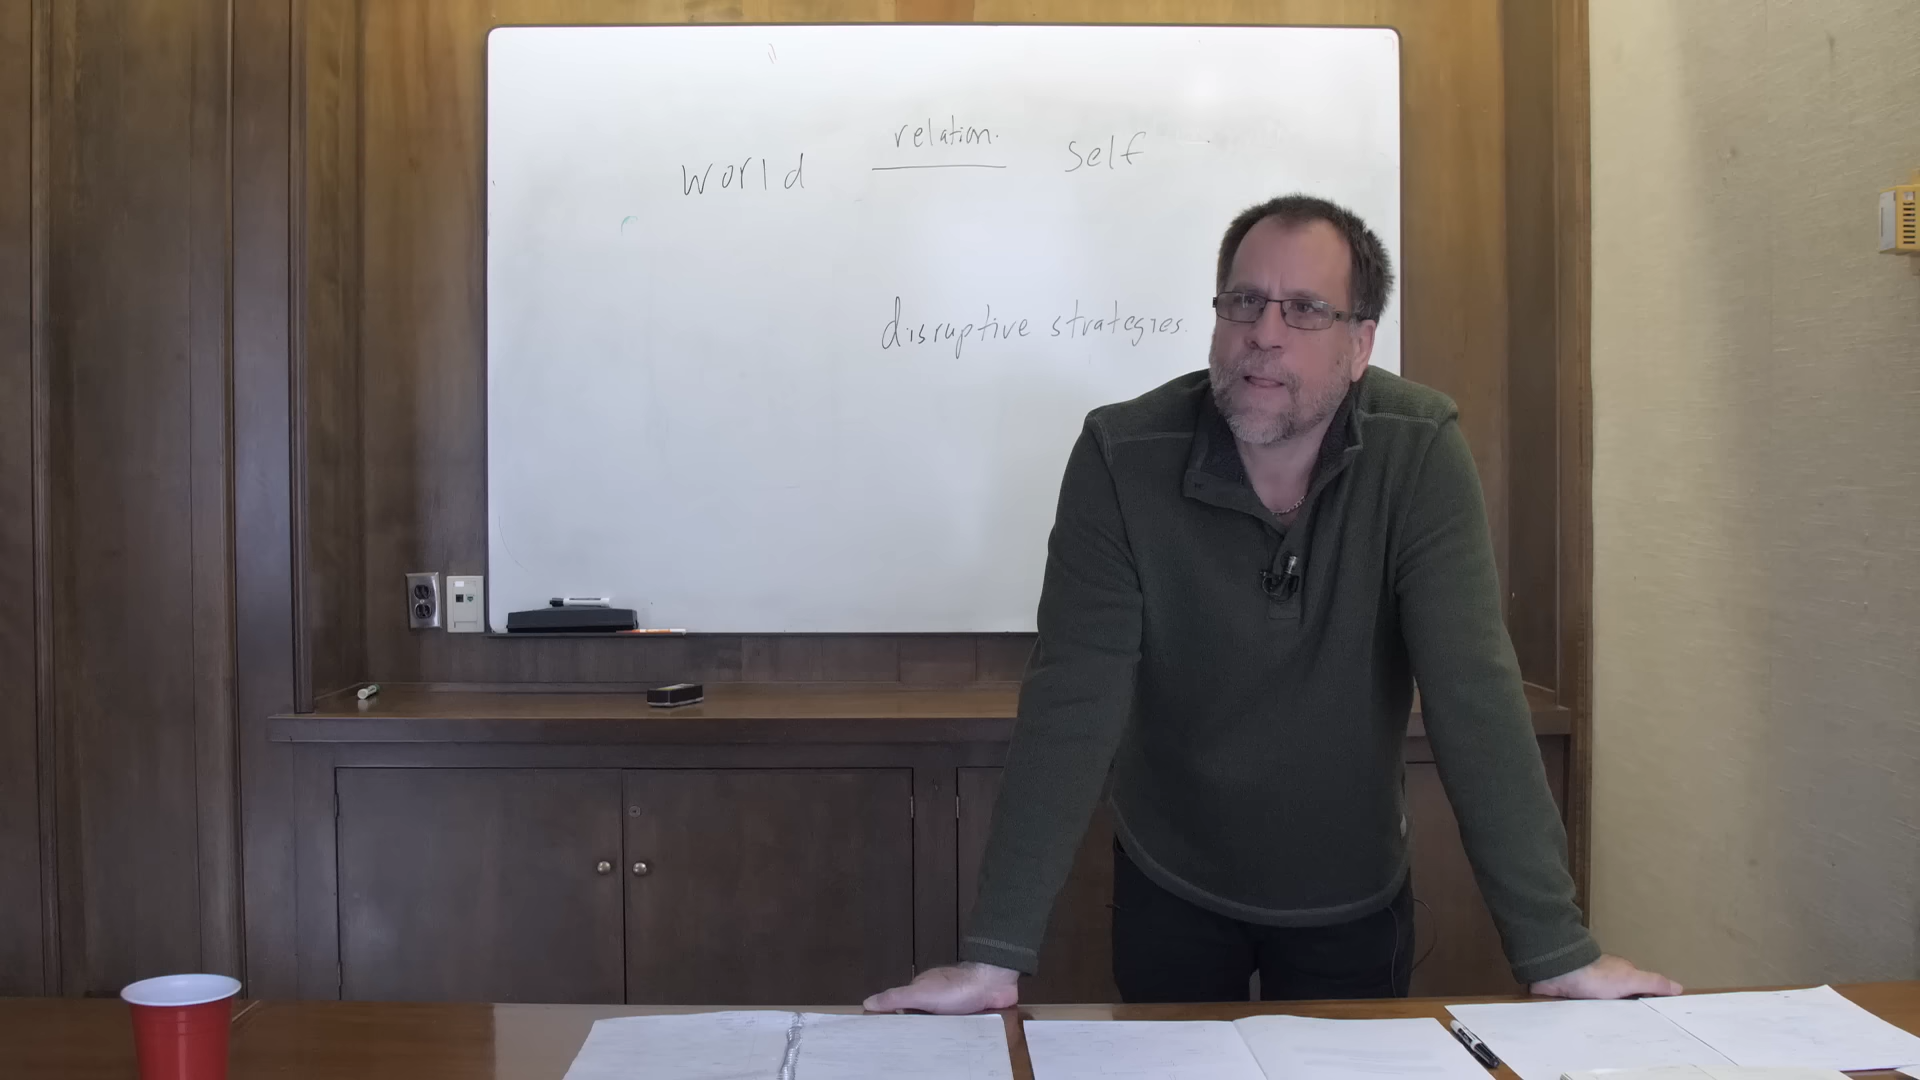 relation.
world self
disruptive strategies.